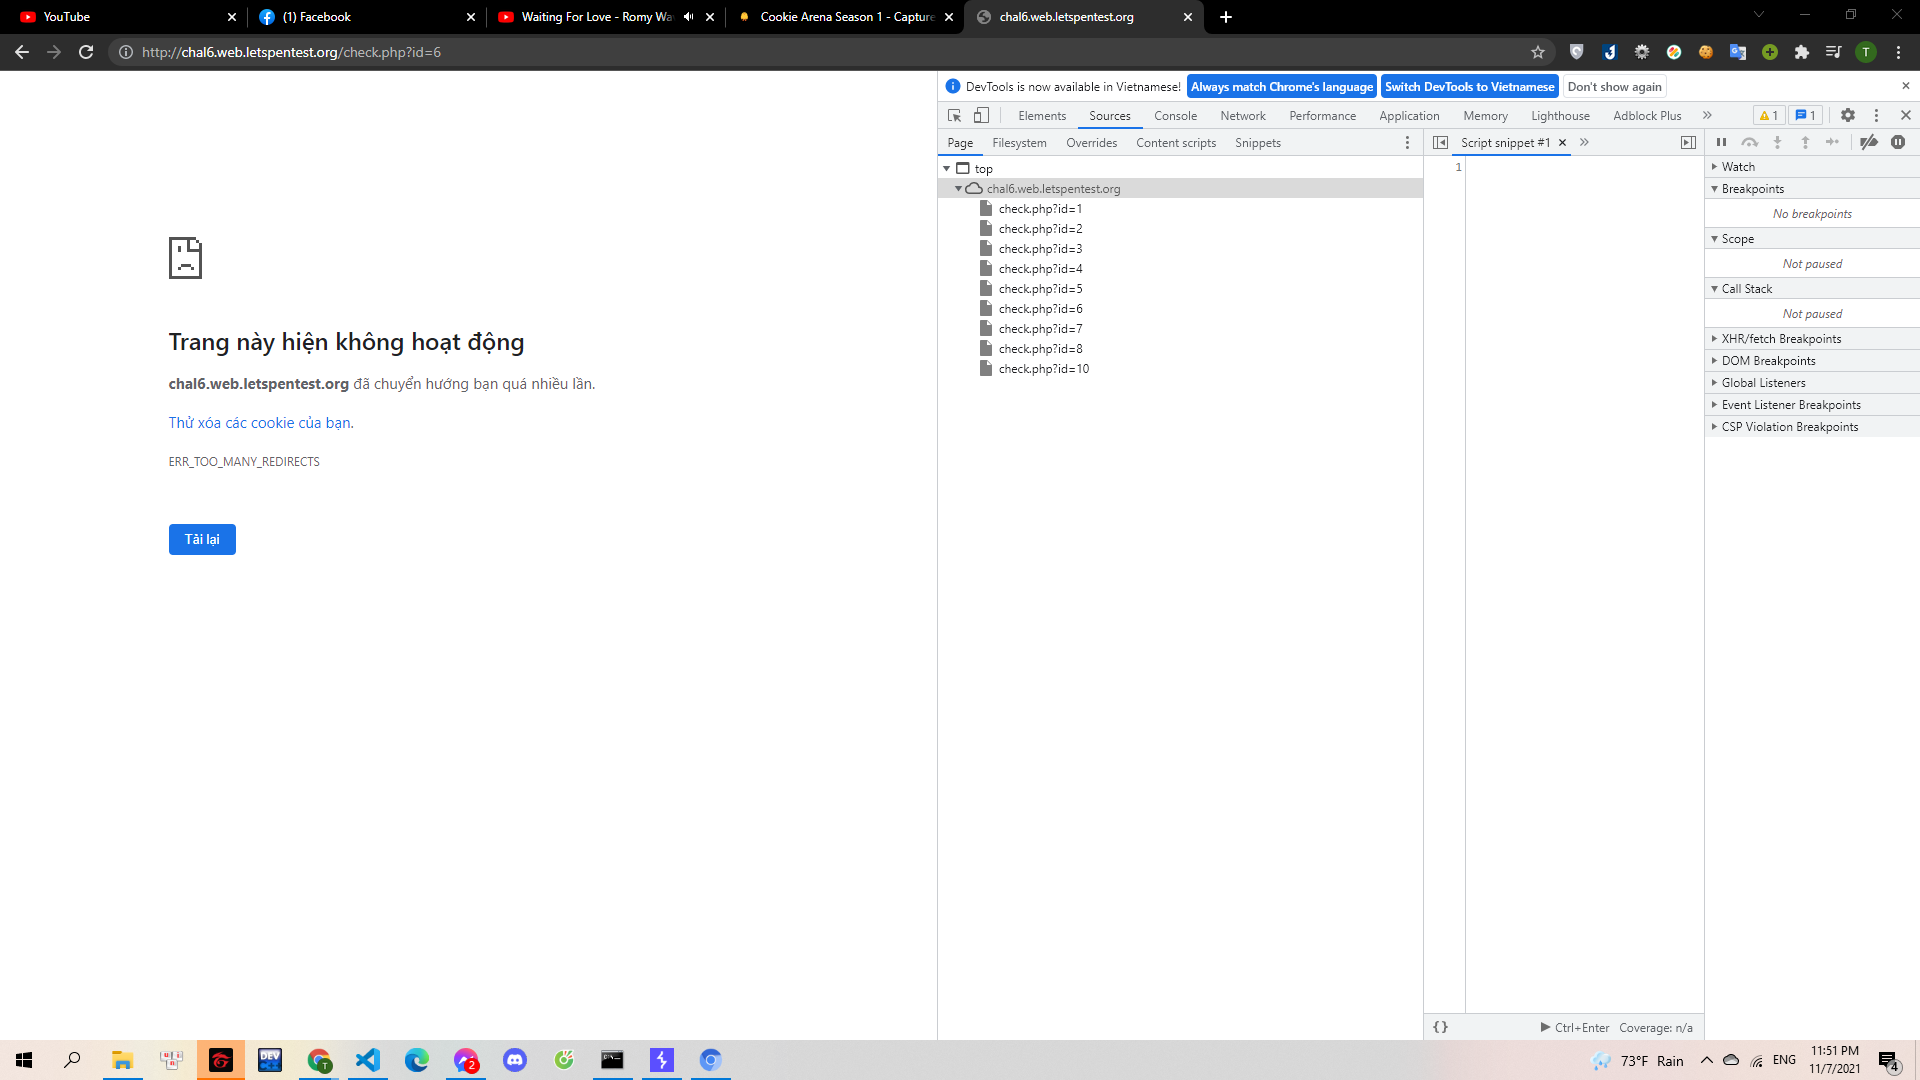 YouTube
(1) Facebook
Waiting For Love - Romy Wa
Cookie Arena Season 1 - Capture
chal6.web.letspentest.org
http://chal6.web.letspentest.org/check.php?id=6
T
DevTools is now available in Vietnamese!
Always match Chrome's language
Switch DevTools to Vietnamese
Don't show again
Elements
Sources
Console
Network
Performance
Application
Memory
Lighthouse
Adblock Plus
1
1
Page
Filesystem
Overrides
Content scripts
Snippets
Script snippet #1
1
top
chal6.web.letspentest.org
check.php?id=1
check.php?id=2
check.php?id=3
check.php?id=4
check.php?id=5
check.php?id=6
check.php?id=7
check.php?id=8
check.php?id=10
Watch
Breakpoints
No breakpoints
Scope
Not paused
Call Stack
Not paused
XHR/fetch Breakpoints
DOM Breakpoints
Global Listeners
Event Listener Breakpoints
CSP Violation Breakpoints
Trang này hiện không hoạt động
chal6.web.letspentest.org đã chuyển hướng bạn quá nhiều lần.
Thử xóa các cookie của bạn.
ERR_TOO_MANY_REDIRECTS
Tải lại
{}
Ctrl+Enter
Coverage: n/a
DEV
T
2
73°F Rain
ENG
11:51 PM
11/7/2021
4